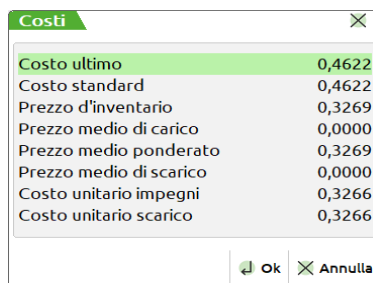 Costi
Costo ultimo 0,4622
Costo standard 0,4622
Prezzo d'inventario 0,3269
Prezzo medio di carico 0,0000
Prezzo medio ponderato 0,3269
Prezzo medio di scarico 0,0000
Costo unitario impegni 0,3266
Costo unitario scarico 0,3266
Ok Annulla